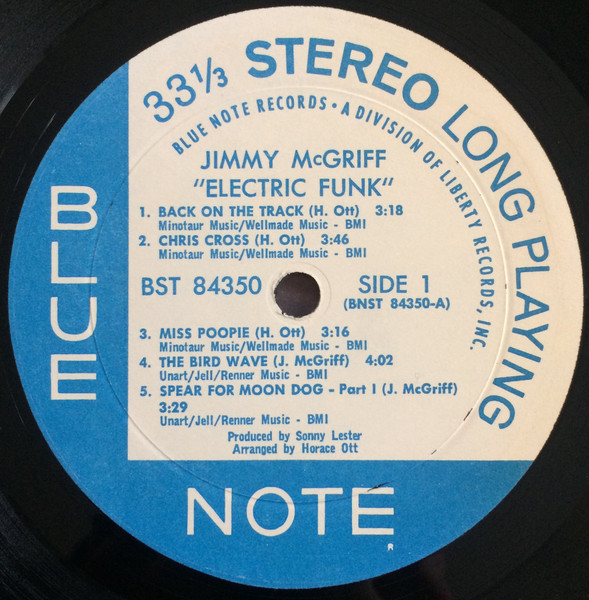 33 1/3 STEREO LONG PLAYING
BLUE NOTE RECORDS • A DIVISION OF LIBERTY RECORDS, INC.
JIMMY McGRIFF
"ELECTRIC FUNK"
1. BACK ON THE TRACK (H. Ott) 3:18
Minotaur Music/Wellmade Music - BMI
2. CHRIS CROSS (H. Ott) 3:46
Minotaur Music/Wellmade Music - BMI
BST 84350 SIDE 1
(BNST 84350-A)
3. MISS POOPIE (H. Ott) 3:16
Minotaur Music/Wellmade Music - BMI
4. THE BIRD WAVE (J. McGriff) 4:02
Unart/Jell/Renner Music - BMI
5. SPEAR FOR MOON DOG - Part I (J. McGriff)
3:29
Unart/Jell/Renner Music - BMI
Produced by Sonny Lester
Arranged by Horace Ott
BLUE
NOTE
R